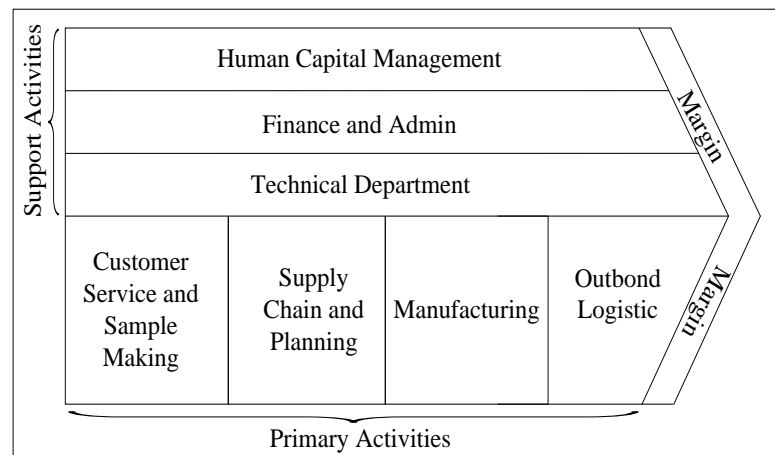 Support Activities
Human Capital Management
Finance and Admin
Technical Department
Margin
Customer
Service and
Sample
Making
Supply
Chain and
Planning
Manufacturing
Outbond
Logistic
Margin
Primary Activities